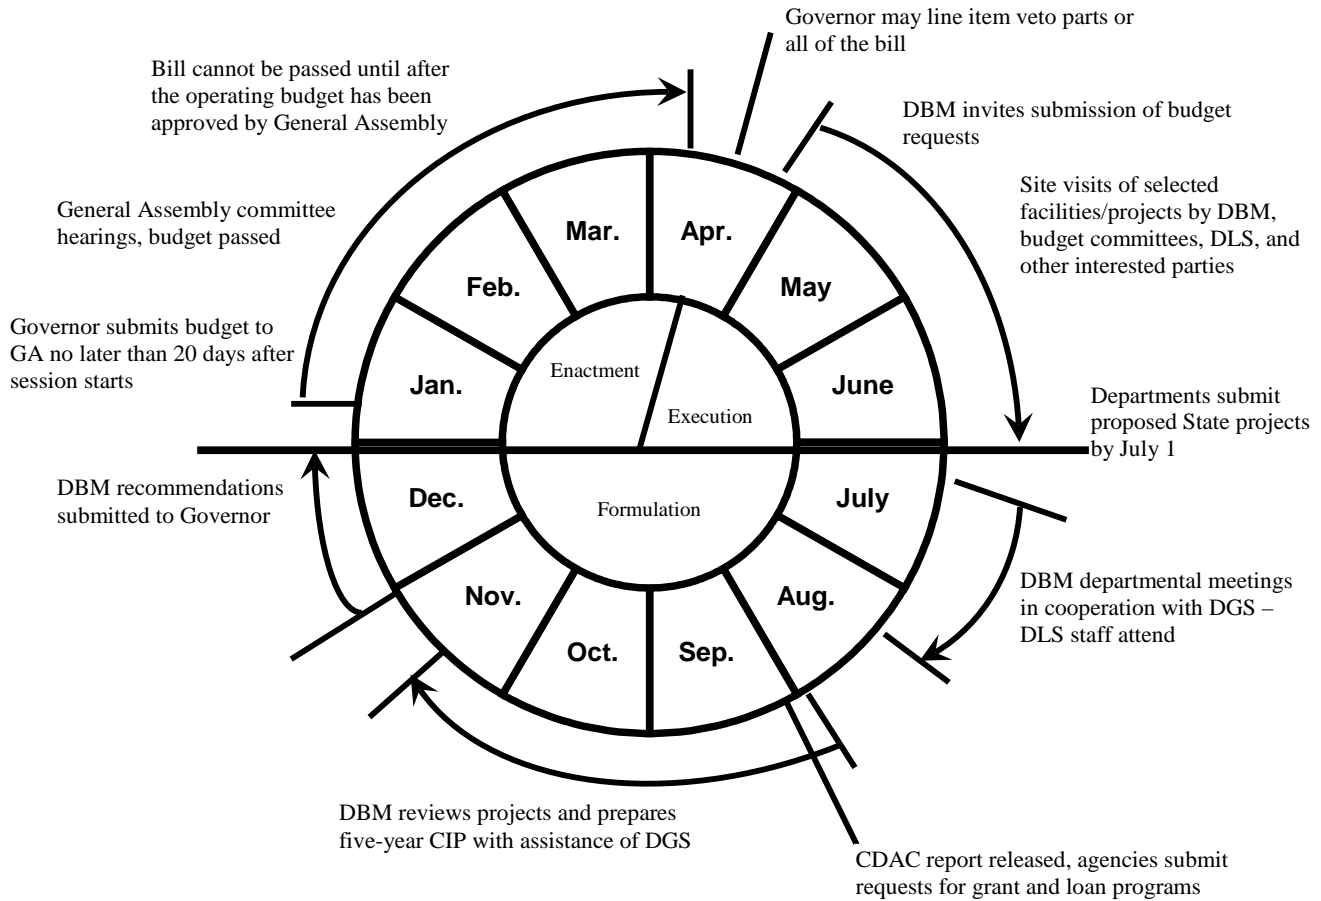 Governor may line item veto parts or
all of the bill
Bill cannot be passed until after
the operating budget has been
approved by General Assembly
DBM invites submission of budget
requests
Site visits of selected
facilities/projects by DBM,
budget committees, DLS, and
other interested parties
General Assembly committee
hearings, budget passed
Mar.
Apr.
Feb.
May
Governor submits budget to
GA no later than 20 days after
session starts
Jan.
June
Enactment
Execution
Departments submit
proposed State projects
by July 1
DBM recommendations
submitted to Governor
Dec.
July
Formulation
Nov.
Aug.
Oct.
Sep.
DBM departmental meetings
in cooperation with DGS –
DLS staff attend
DBM reviews projects and prepares
five-year CIP with assistance of DGS
CDAC report released, agencies submit
requests for grant and loan programs